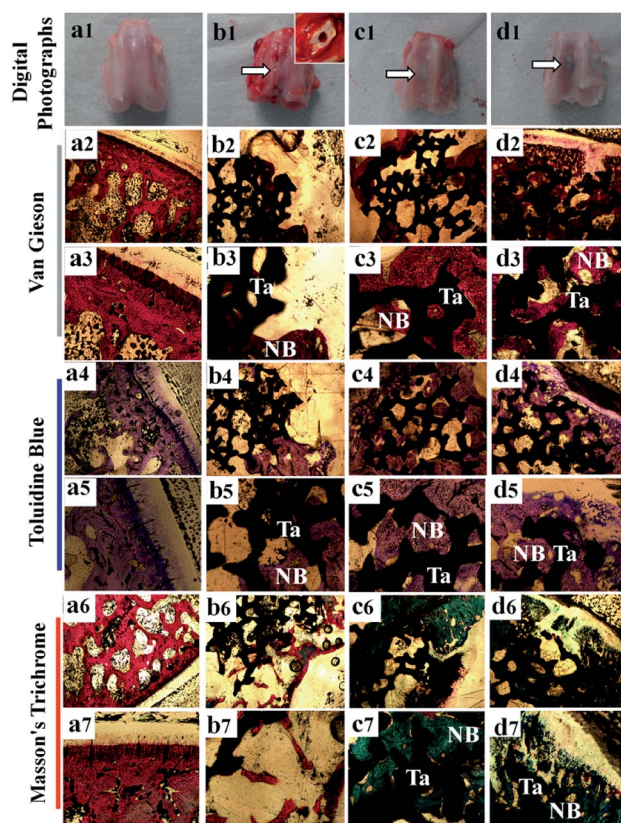 Digital
Photographs
a1
b1
c1
d1
Van Gieson
a2
b2
c2
d2
a3
b3
Ta
NB
c3
Ta
NB
d3
NB
Ta
Toluidine Blue
a4
b4
c4
d4
a5
b5
Ta
NB
c5
NB
Ta
d5
NB
Ta
Masson's Trichrome
a6
b6
c6
d6
a7
b7
c7
NB
Ta
d7
Ta
NB